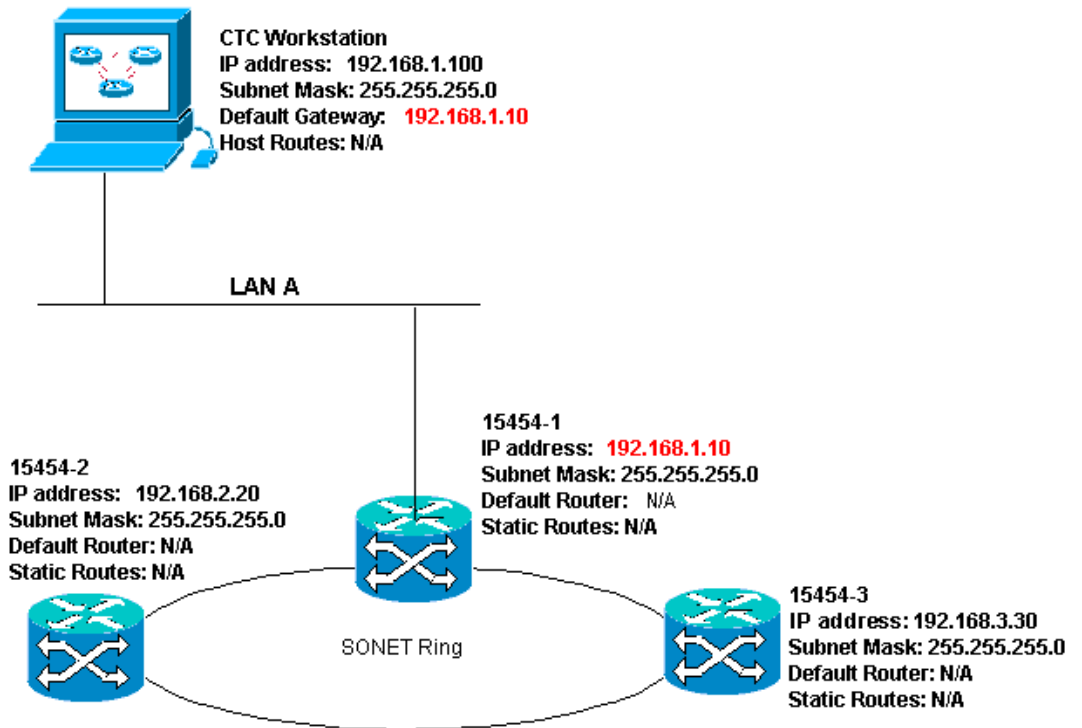 CTC Workstation
IP address: 192.168.1.100
Subnet Mask: 255.255.255.0
Default Gateway: 192.168.1.10
Host Routes: N/A
LAN A
15454-1
IP address: 192.168.1.10
Subnet Mask: 255.255.255.0
Default Router: N/A
Static Routes: N/A
15454-2
IP address: 192.168.2.20
Subnet Mask: 255.255.255.0
Default Router: N/A
Static Routes: N/A
SONET Ring
15454-3
IP address: 192.168.3.30
Subnet Mask: 255.255.255.0
Default Router: N/A
Static Routes: N/A